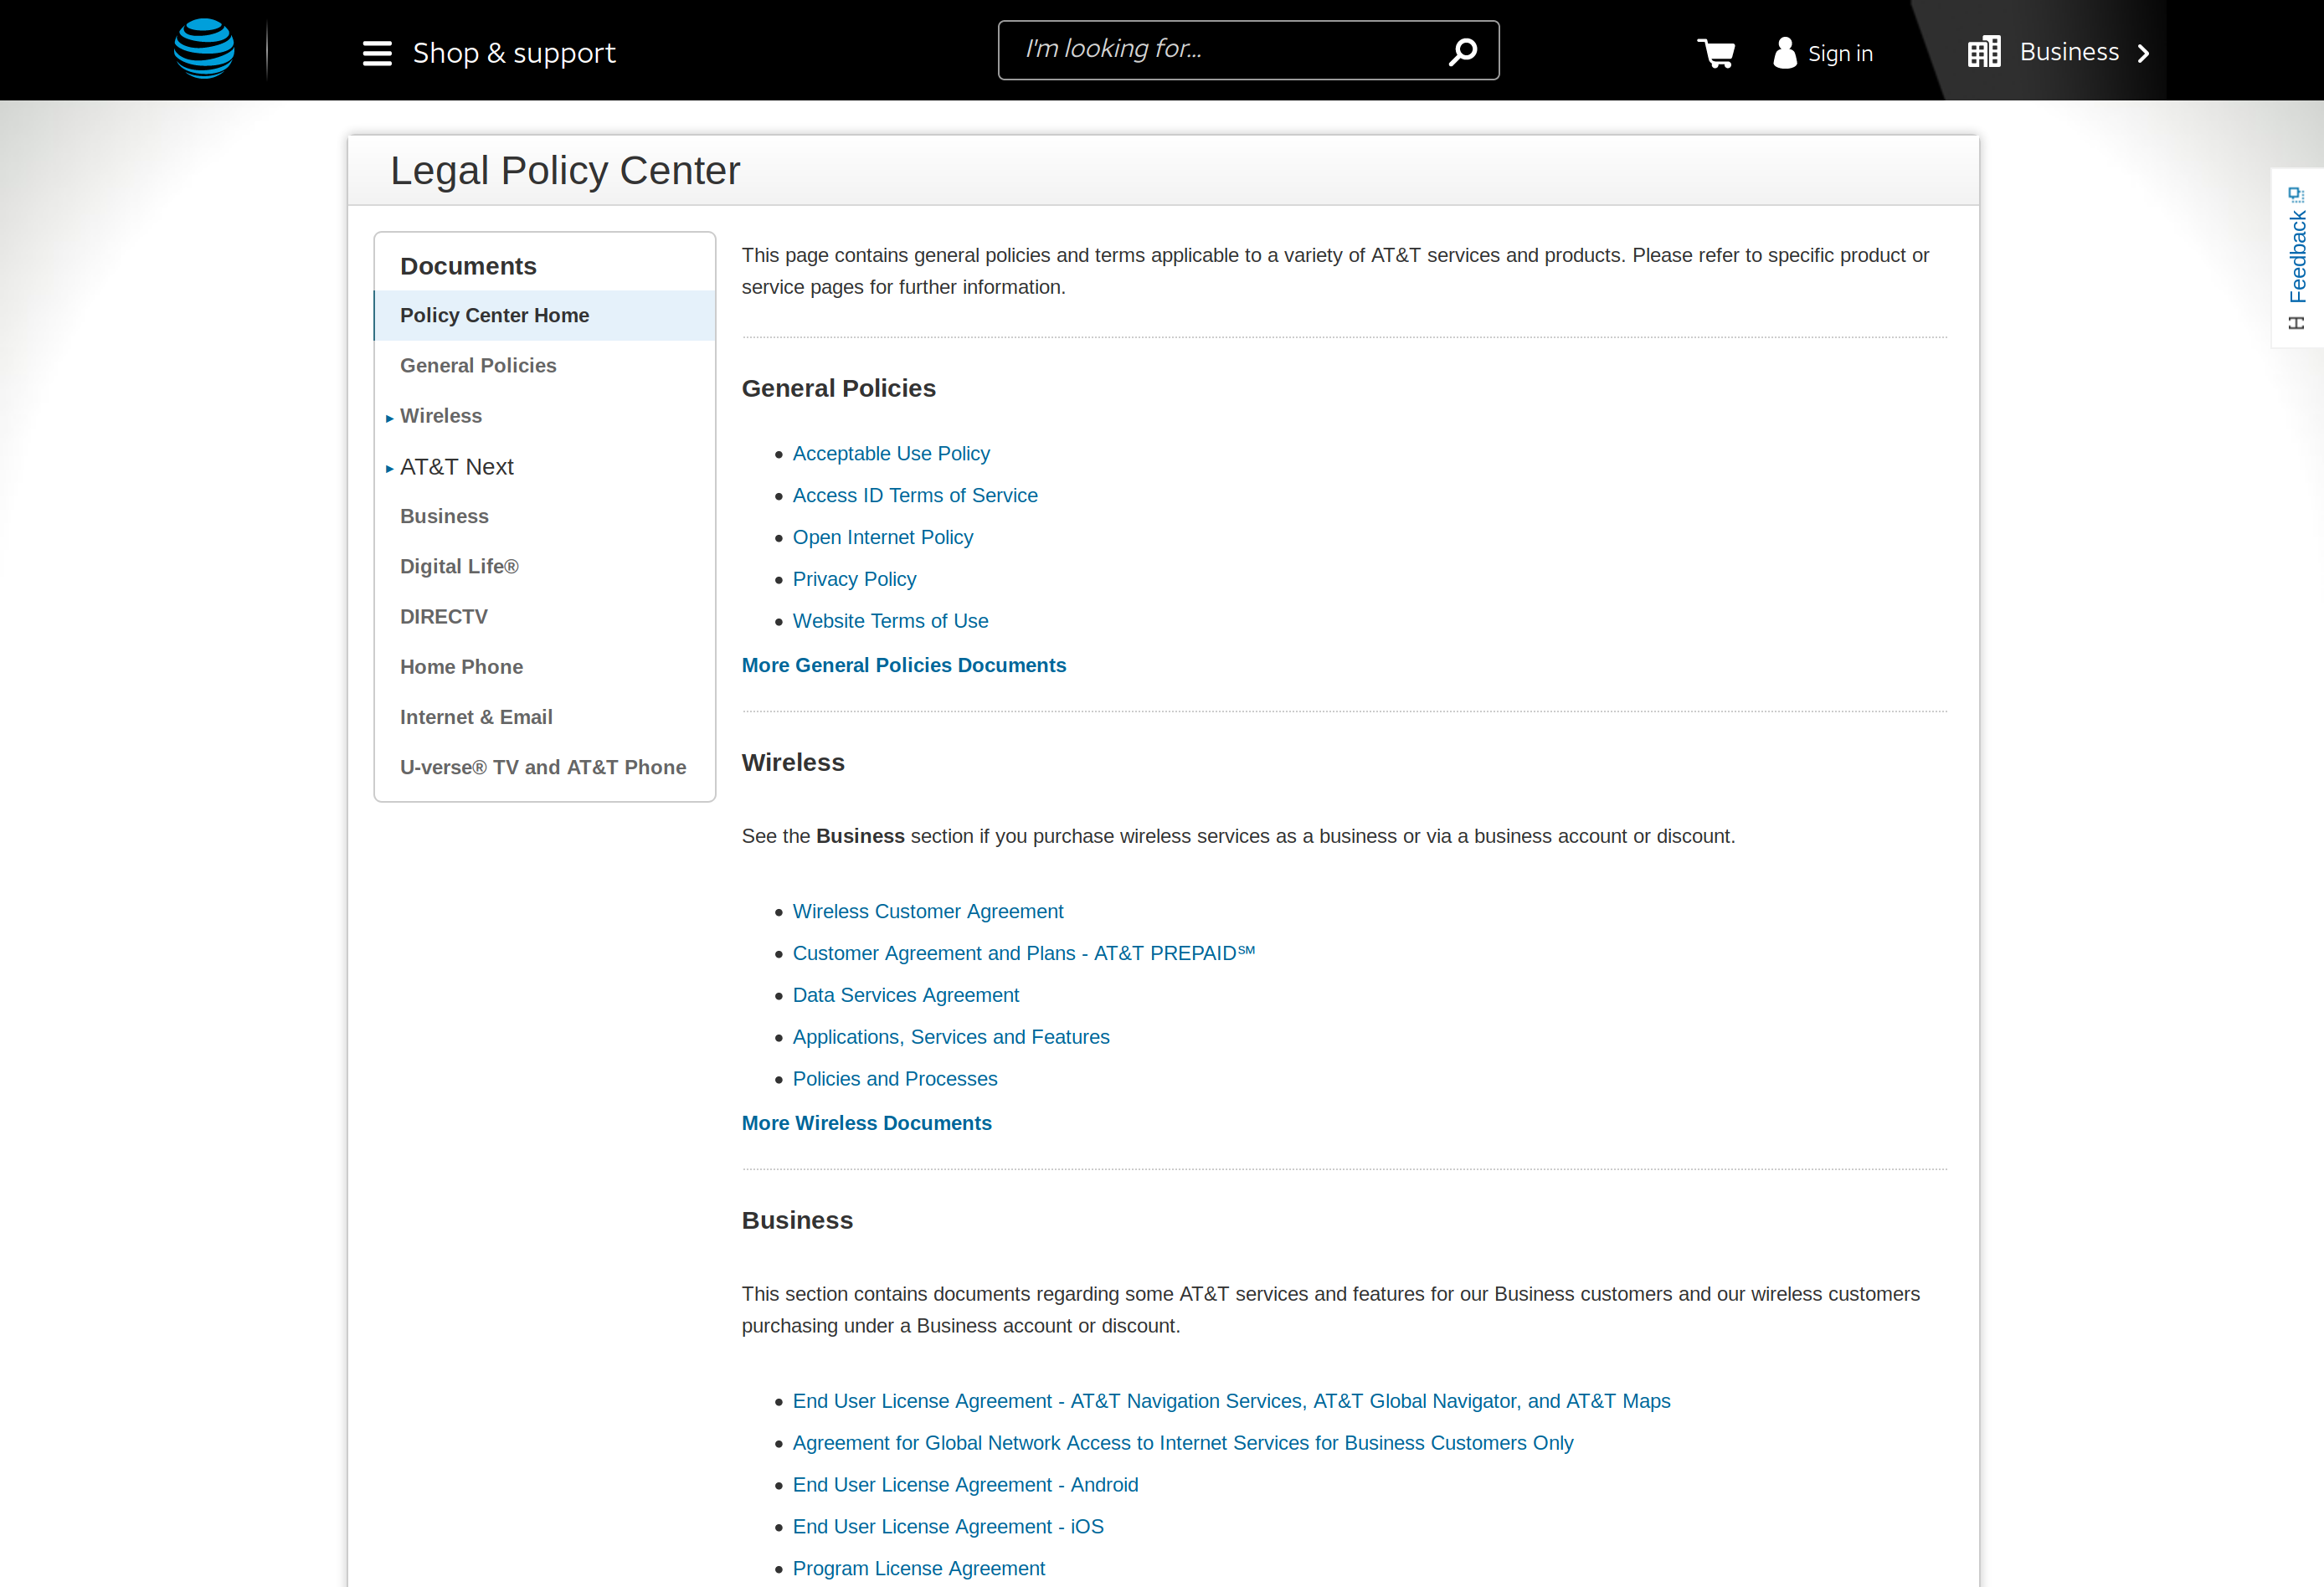 Shop & support
I'm looking for...
Sign in
Business
Legal Policy Center
Feedback
Documents
Policy Center Home
General Policies
Wireless
AT&T Next
Business
Digital Life®
DIRECTV
Home Phone
Internet & Email
U-verse® TV and AT&T Phone
This page contains general policies and terms applicable to a variety of AT&T services and products. Please refer to specific product or
service pages for further information.
General Policies
Acceptable Use Policy
Access ID Terms of Service
Open Internet Policy
Privacy Policy
Website Terms of Use
More General Policies Documents
Wireless
See the Business section if you purchase wireless services as a business or via a business account or discount.
Wireless Customer Agreement
Customer Agreement and Plans - AT&T PREPAID℠
Data Services Agreement
Applications, Services and Features
Policies and Processes
More Wireless Documents
Business
This section contains documents regarding some AT&T services and features for our Business customers and our wireless customers
purchasing under a Business account or discount.
End User License Agreement - AT&T Navigation Services, AT&T Global Navigator, and AT&T Maps
Agreement for Global Network Access to Internet Services for Business Customers Only
End User License Agreement - Android
End User License Agreement - iOS
Program License Agreement